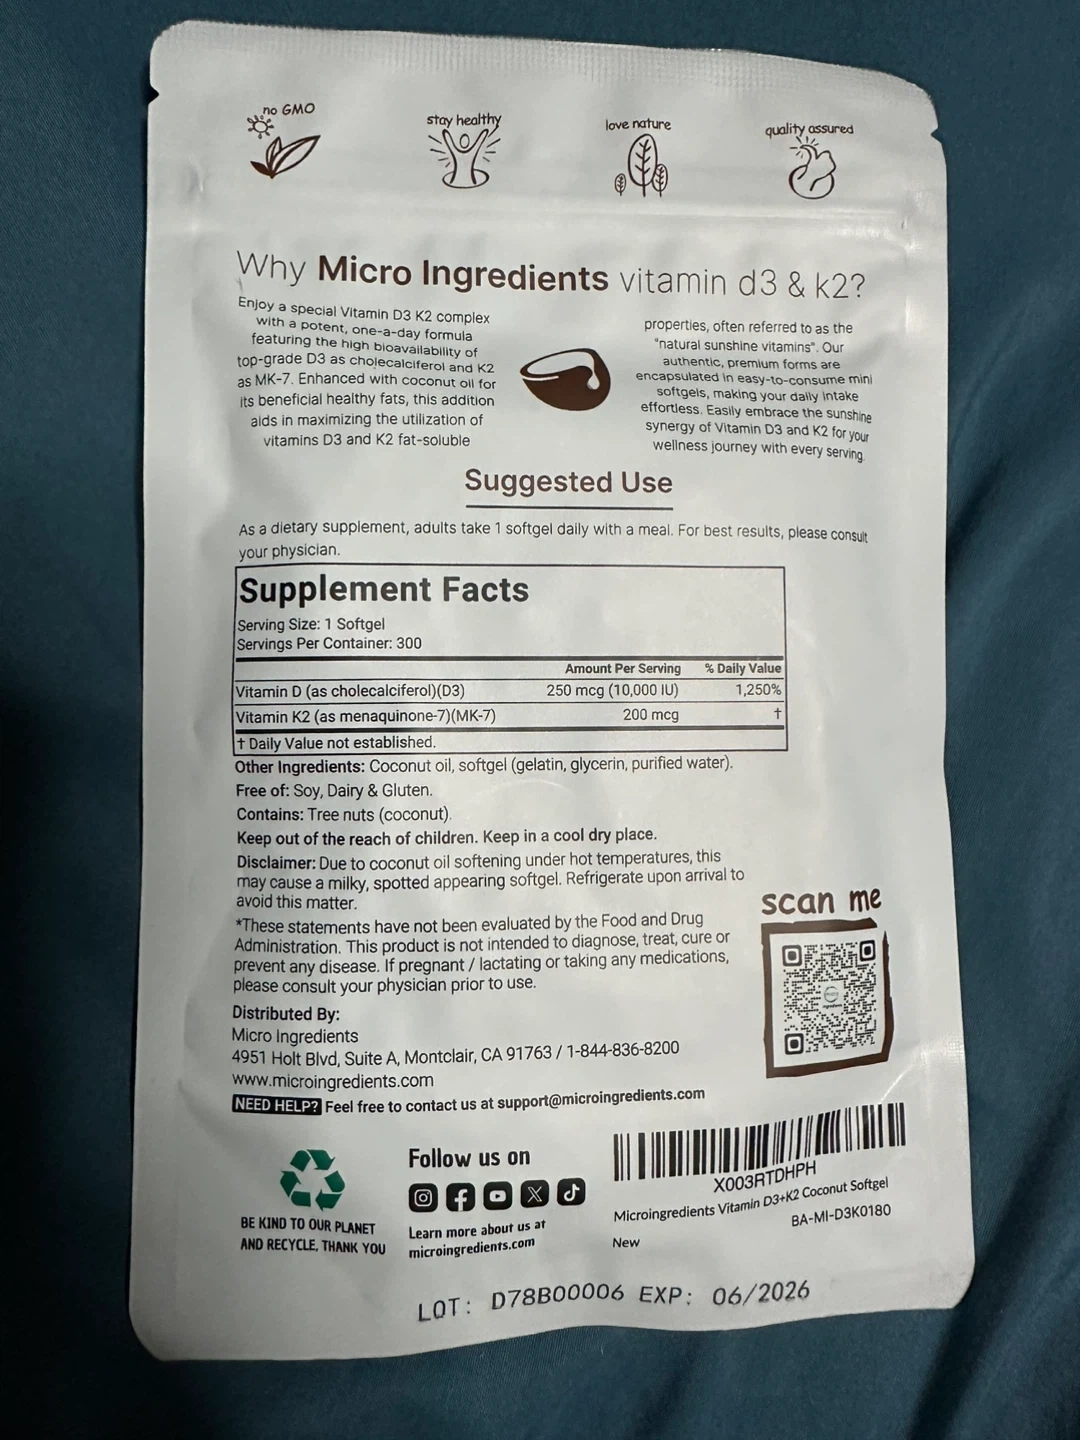 no GMO
stay healthy
love nature
quality assured
Why Micro Ingredients vitamin d3 & k2?
Enjoy a special Vitamin D3 K2 complex
with a potent, one-a-day formula
featuring the high bioavailability of
top-grade D3 as cholecalciferol and K2
as MK-7. Enhanced with coconut oil for
its beneficial healthy fats, this addition
aids in maximizing the utilization of
vitamins D3 and K2 fat-soluble
properties, often referred to as the
"natural sunshine vitamins". Our
authentic, premium forms are
encapsulated in easy-to-consume mini
softgels, making your daily intake
effortless. Easily embrace the sunshine
synergy of Vitamin D3 and K2 for your
wellness journey with every serving.
Suggested Use
As a dietary supplement, adults take 1 softgel daily with a meal. For best results, please consult
your physician.
Supplement Facts
Serving Size: 1 Softgel
Servings Per Container: 300
Amount Per Serving % Daily Value
Vitamin D (as cholecalciferol)(D3) 250 mcg (10,000 IU) 1,250%
Vitamin K2 (as menaquinone-7)(MK-7) 200 mcg †
† Daily Value not established.
Other Ingredients: Coconut oil, softgel (gelatin, glycerin, purified water).
Free of: Soy, Dairy & Gluten.
Contains: Tree nuts (coconut).
Keep out of the reach of children. Keep in a cool dry place.
Disclaimer: Due to coconut oil softening under hot temperatures, this
may cause a milky, spotted appearing softgel. Refrigerate upon arrival to
avoid this matter.
*These statements have not been evaluated by the Food and Drug
Administration. This product is not intended to diagnose, treat, cure or
prevent any disease. If pregnant / lactating or taking any medications,
please consult your physician prior to use.
scan me
Distributed By:
Micro Ingredients
4951 Holt Blvd, Suite A, Montclair, CA 91763 / 1-844-836-8200
www.microingredients.com
NEED HELP? Feel free to contact us at support@microingredients.com
BE KIND TO OUR PLANET
AND RECYCLE, THANK YOU
Follow us on
Learn more about us at
microingredients.com
X003RTDHPH
Microingredients Vitamin D3+K2 Coconut Softgel
BA-MI-D3K0180
New
LOT: D78B00006 EXP: 06/2026